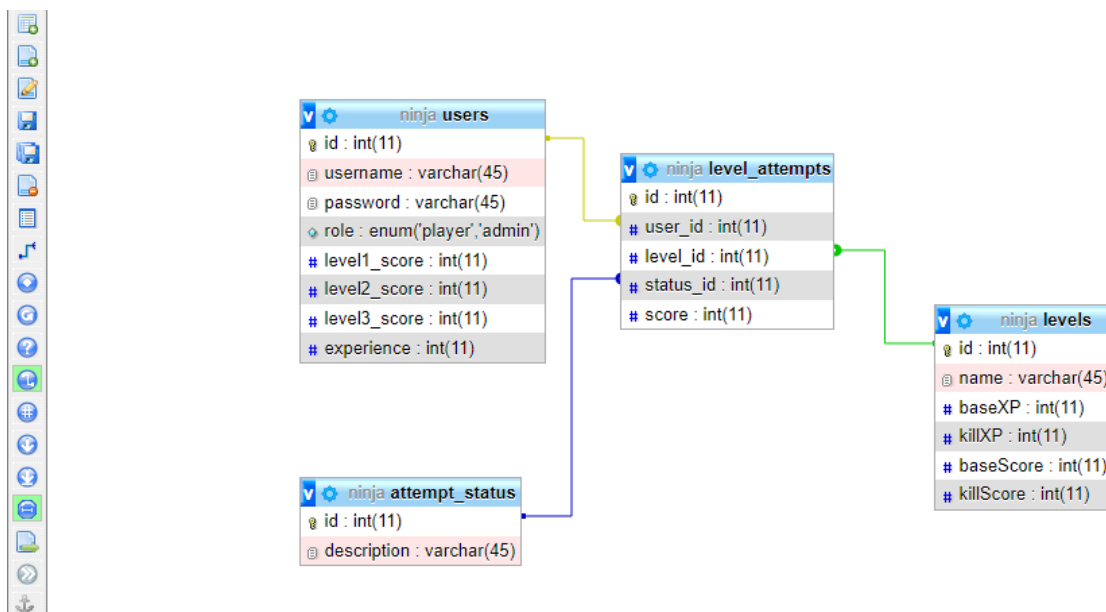 ninja users
id : int(11)
username : varchar(45)
password : varchar(45)
role : enum('player','admin')
level1_score : int(11)
level2_score : int(11)
level3_score : int(11)
experience : int(11)
ninja level_attempts
id : int(11)
user_id : int(11)
level_id : int(11)
status_id : int(11)
score : int(11)
ninja levels
id : int(11)
name : varchar(45)
baseXP : int(11)
killXP : int(11)
baseScore : int(11)
killScore : int(11)
ninja attempt_status
id : int(11)
description : varchar(45)